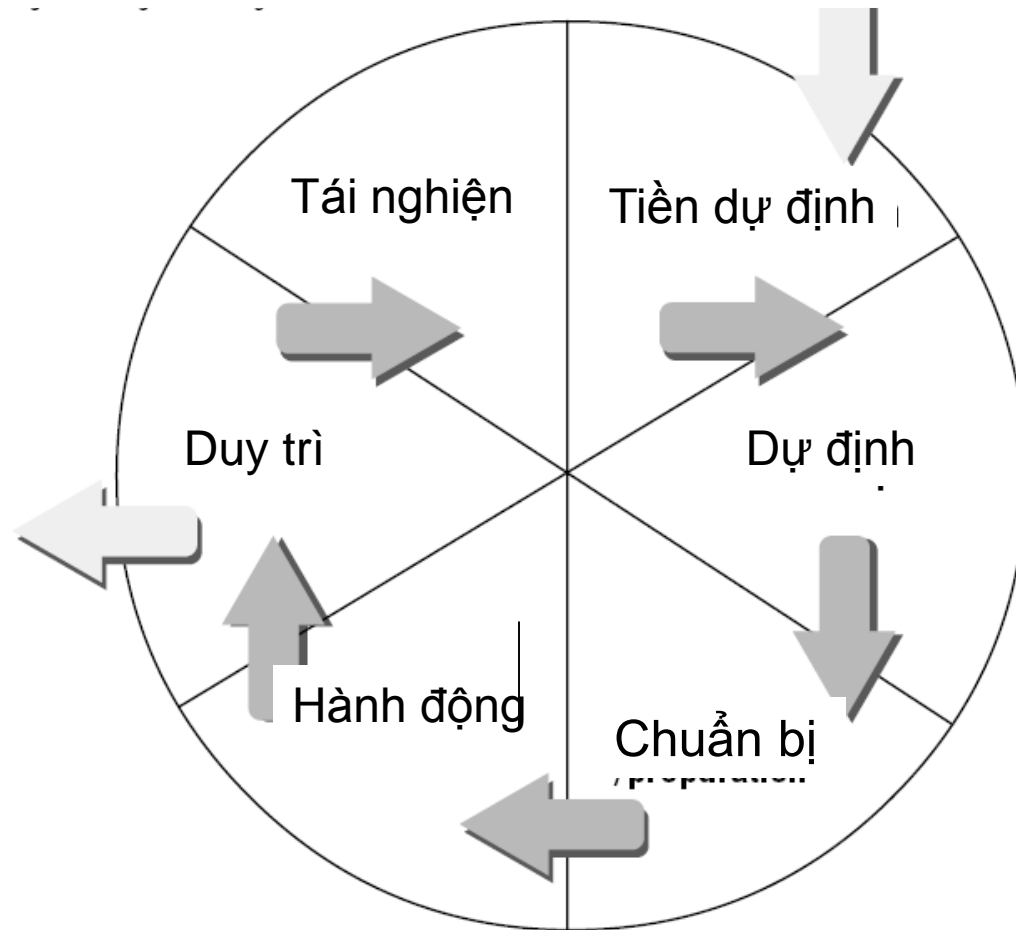 Tái nghiện
Tiền dự định
Duy trì
Dự định
Hành động
Chuẩn bị